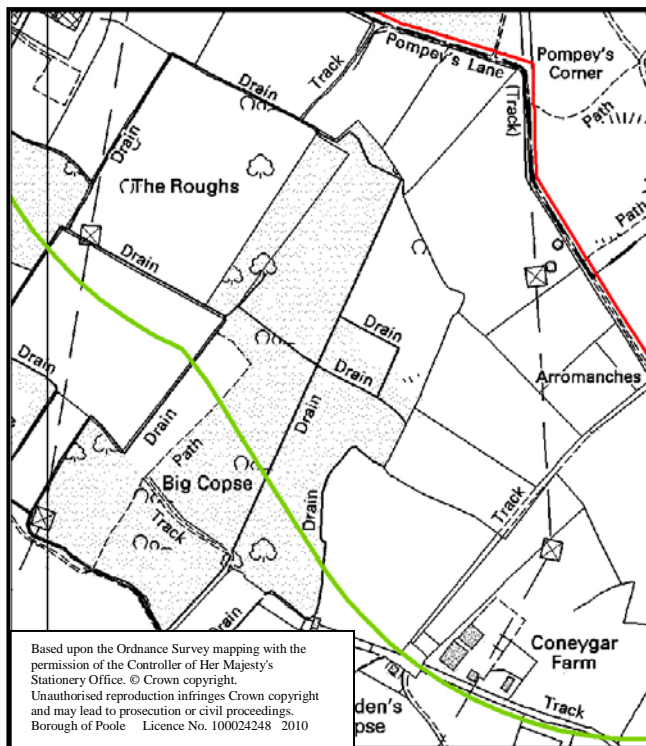 Pompey's Lane
Pompey's
Corner
Drain
Track
(Track)
Path
Drain
The Roughs
Path
Drain
Drain
Drain
Arromanches
Drain
Drain
Drain
Path
Big Copse
Track
Drain
Track
Drain
Coneygar
Farm
Track
den's
pse
Based upon the Ordnance Survey mapping with the
permission of the Controller of Her Majesty's
Stationery Office. © Crown copyright.
Unauthorised reproduction infringes Crown copyright
and may lead to prosecution or civil proceedings.
Borough of Poole Licence No. 100024248 2010